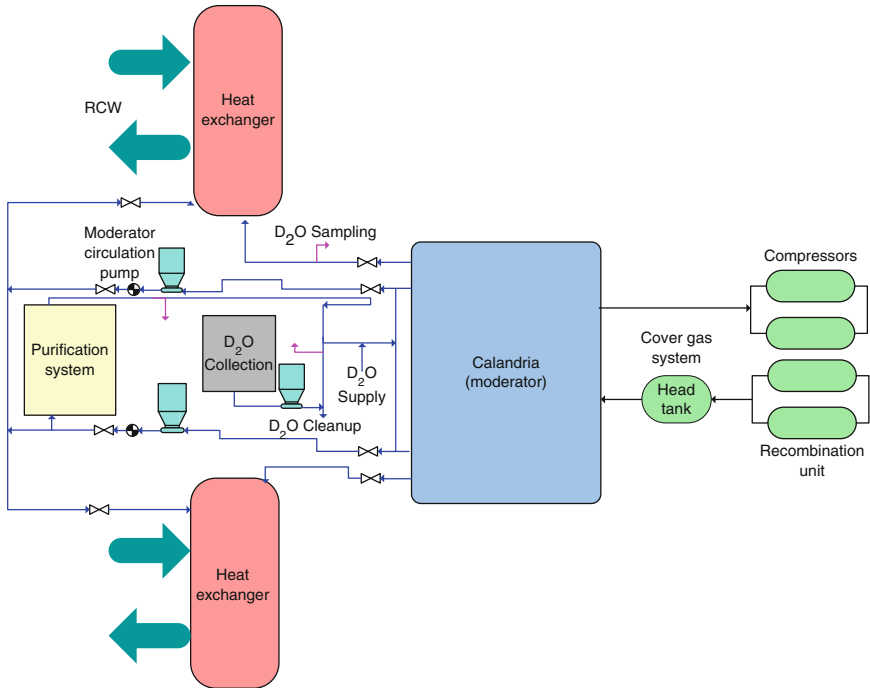 Heat
exchanger
RCW
D₂O Sampling
Moderator
circulation
pump
Compressors
Purification
system
D₂O
Collection
D₂O
Supply
D₂O Cleanup
Calandria
(moderator)
Cover gas
system
Head
tank
Recombination
unit
Heat
exchanger